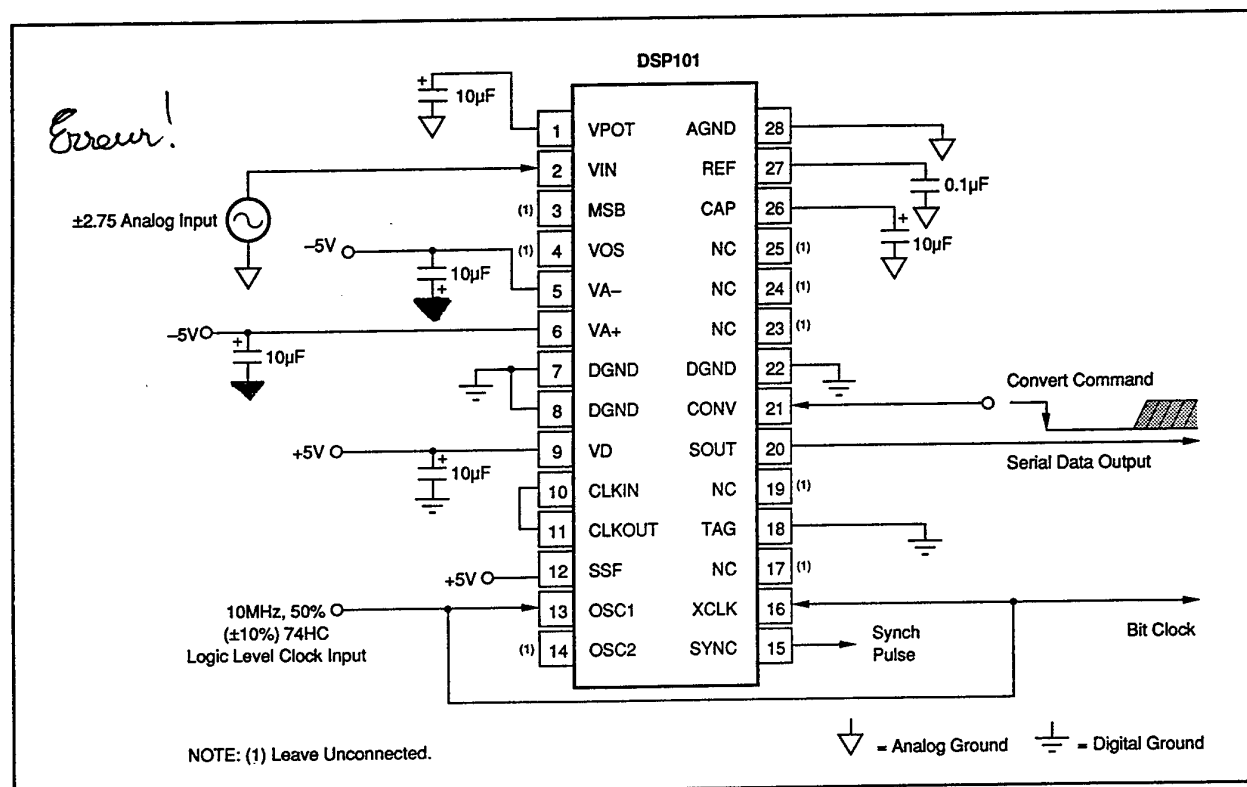 DSP101
Erreur!
+ 10µF
1 VPOT AGND 28
2 VIN REF 27
0.1µF
±2.75 Analog Input
(1) 3 MSB CAP 26
+ 10µF
–5V
(1) 4 VOS NC 25 (1)
10µF +
5 VA– NC 24 (1)
–5V
6 VA+ NC 23 (1)
+ 10µF
7 DGND DGND 22
Convert Command
8 DGND CONV 21
+5V
9 VD SOUT 20
Serial Data Output
+ 10µF
10 CLKIN NC 19 (1)
11 CLKOUT TAG 18
+5V
12 SSF NC 17 (1)
10MHz, 50%
(±10%) 74HC
Logic Level Clock Input
13 OSC1 XCLK 16
Bit Clock
(1) 14 OSC2 SYNC 15
Synch
Pulse
NOTE: (1) Leave Unconnected.
= Analog Ground
= Digital Ground